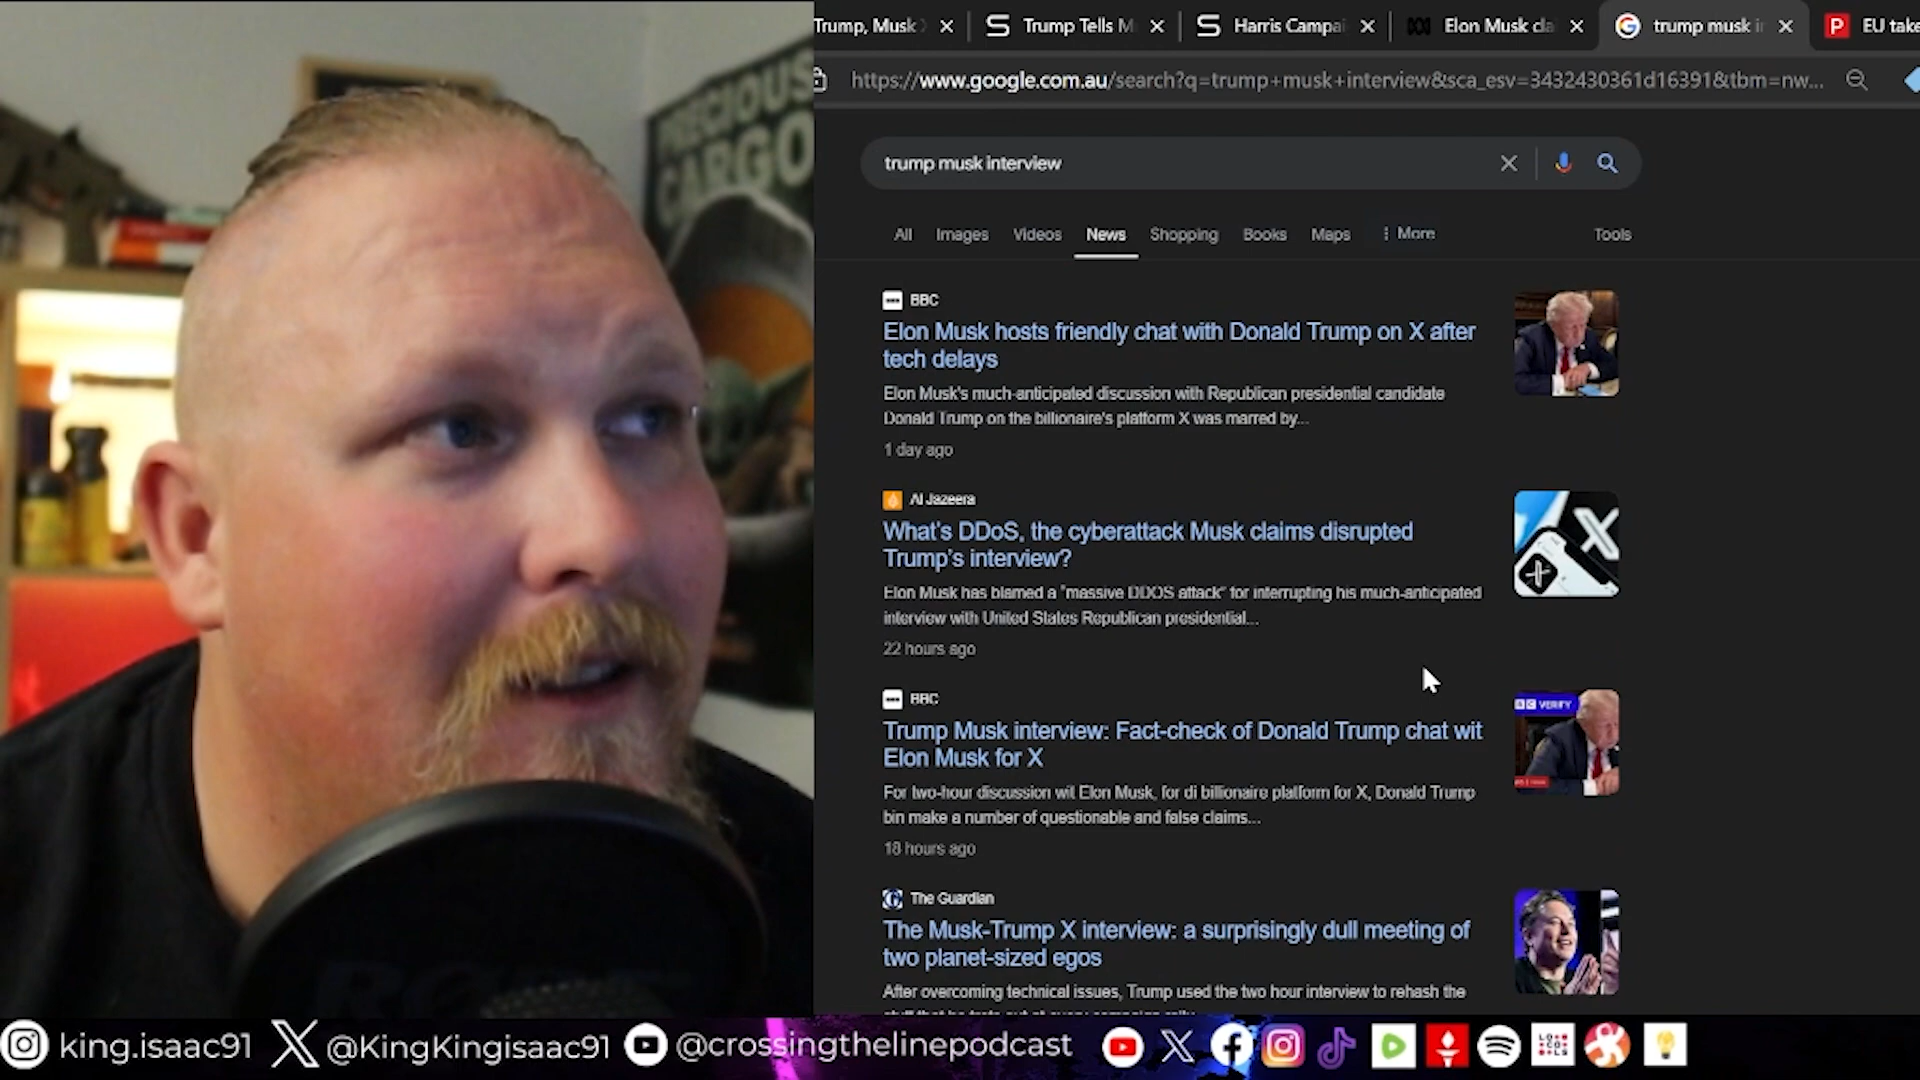 PRECIOUS
CARGO
Trump, Musk
Trump Tells M
Harris Campai
Elon Musk cla
trump musk in
EU take
https://www.google.com.au/search?q=trump+musk+interview&sca_esv=3432430361d16391&tbm=nw...
trump musk interview
All Images Videos News Shopping Books Maps More Tools
BBC
Elon Musk hosts friendly chat with Donald Trump on X after
tech delays
Elon Musk's much-anticipated discussion with Republican presidential candidate
Donald Trump on the billionaire's platform X was marred by...
1 day ago
Al Jazeera
What's DDoS, the cyberattack Musk claims disrupted
Trump's interview?
Elon Musk has blamed a "massive DDOS attack" for interrupting his much-anticipated
interview with United States Republican presidential...
22 hours ago
BBC
Trump Musk interview: Fact-check of Donald Trump chat wit
Elon Musk for X
For two-hour discussion wit Elon Musk, for di billionaire platform for X, Donald Trump
bin make a number of questionable and false claims...
18 hours ago
BBC VERIFY
The Guardian
The Musk-Trump X interview: a surprisingly dull meeting of
two planet-sized egos
After overcoming technical issues, Trump used the two hour interview to rehash the
king.isaac91 @KingKingisaac91 @crossingthelinepodcast
LOCALS